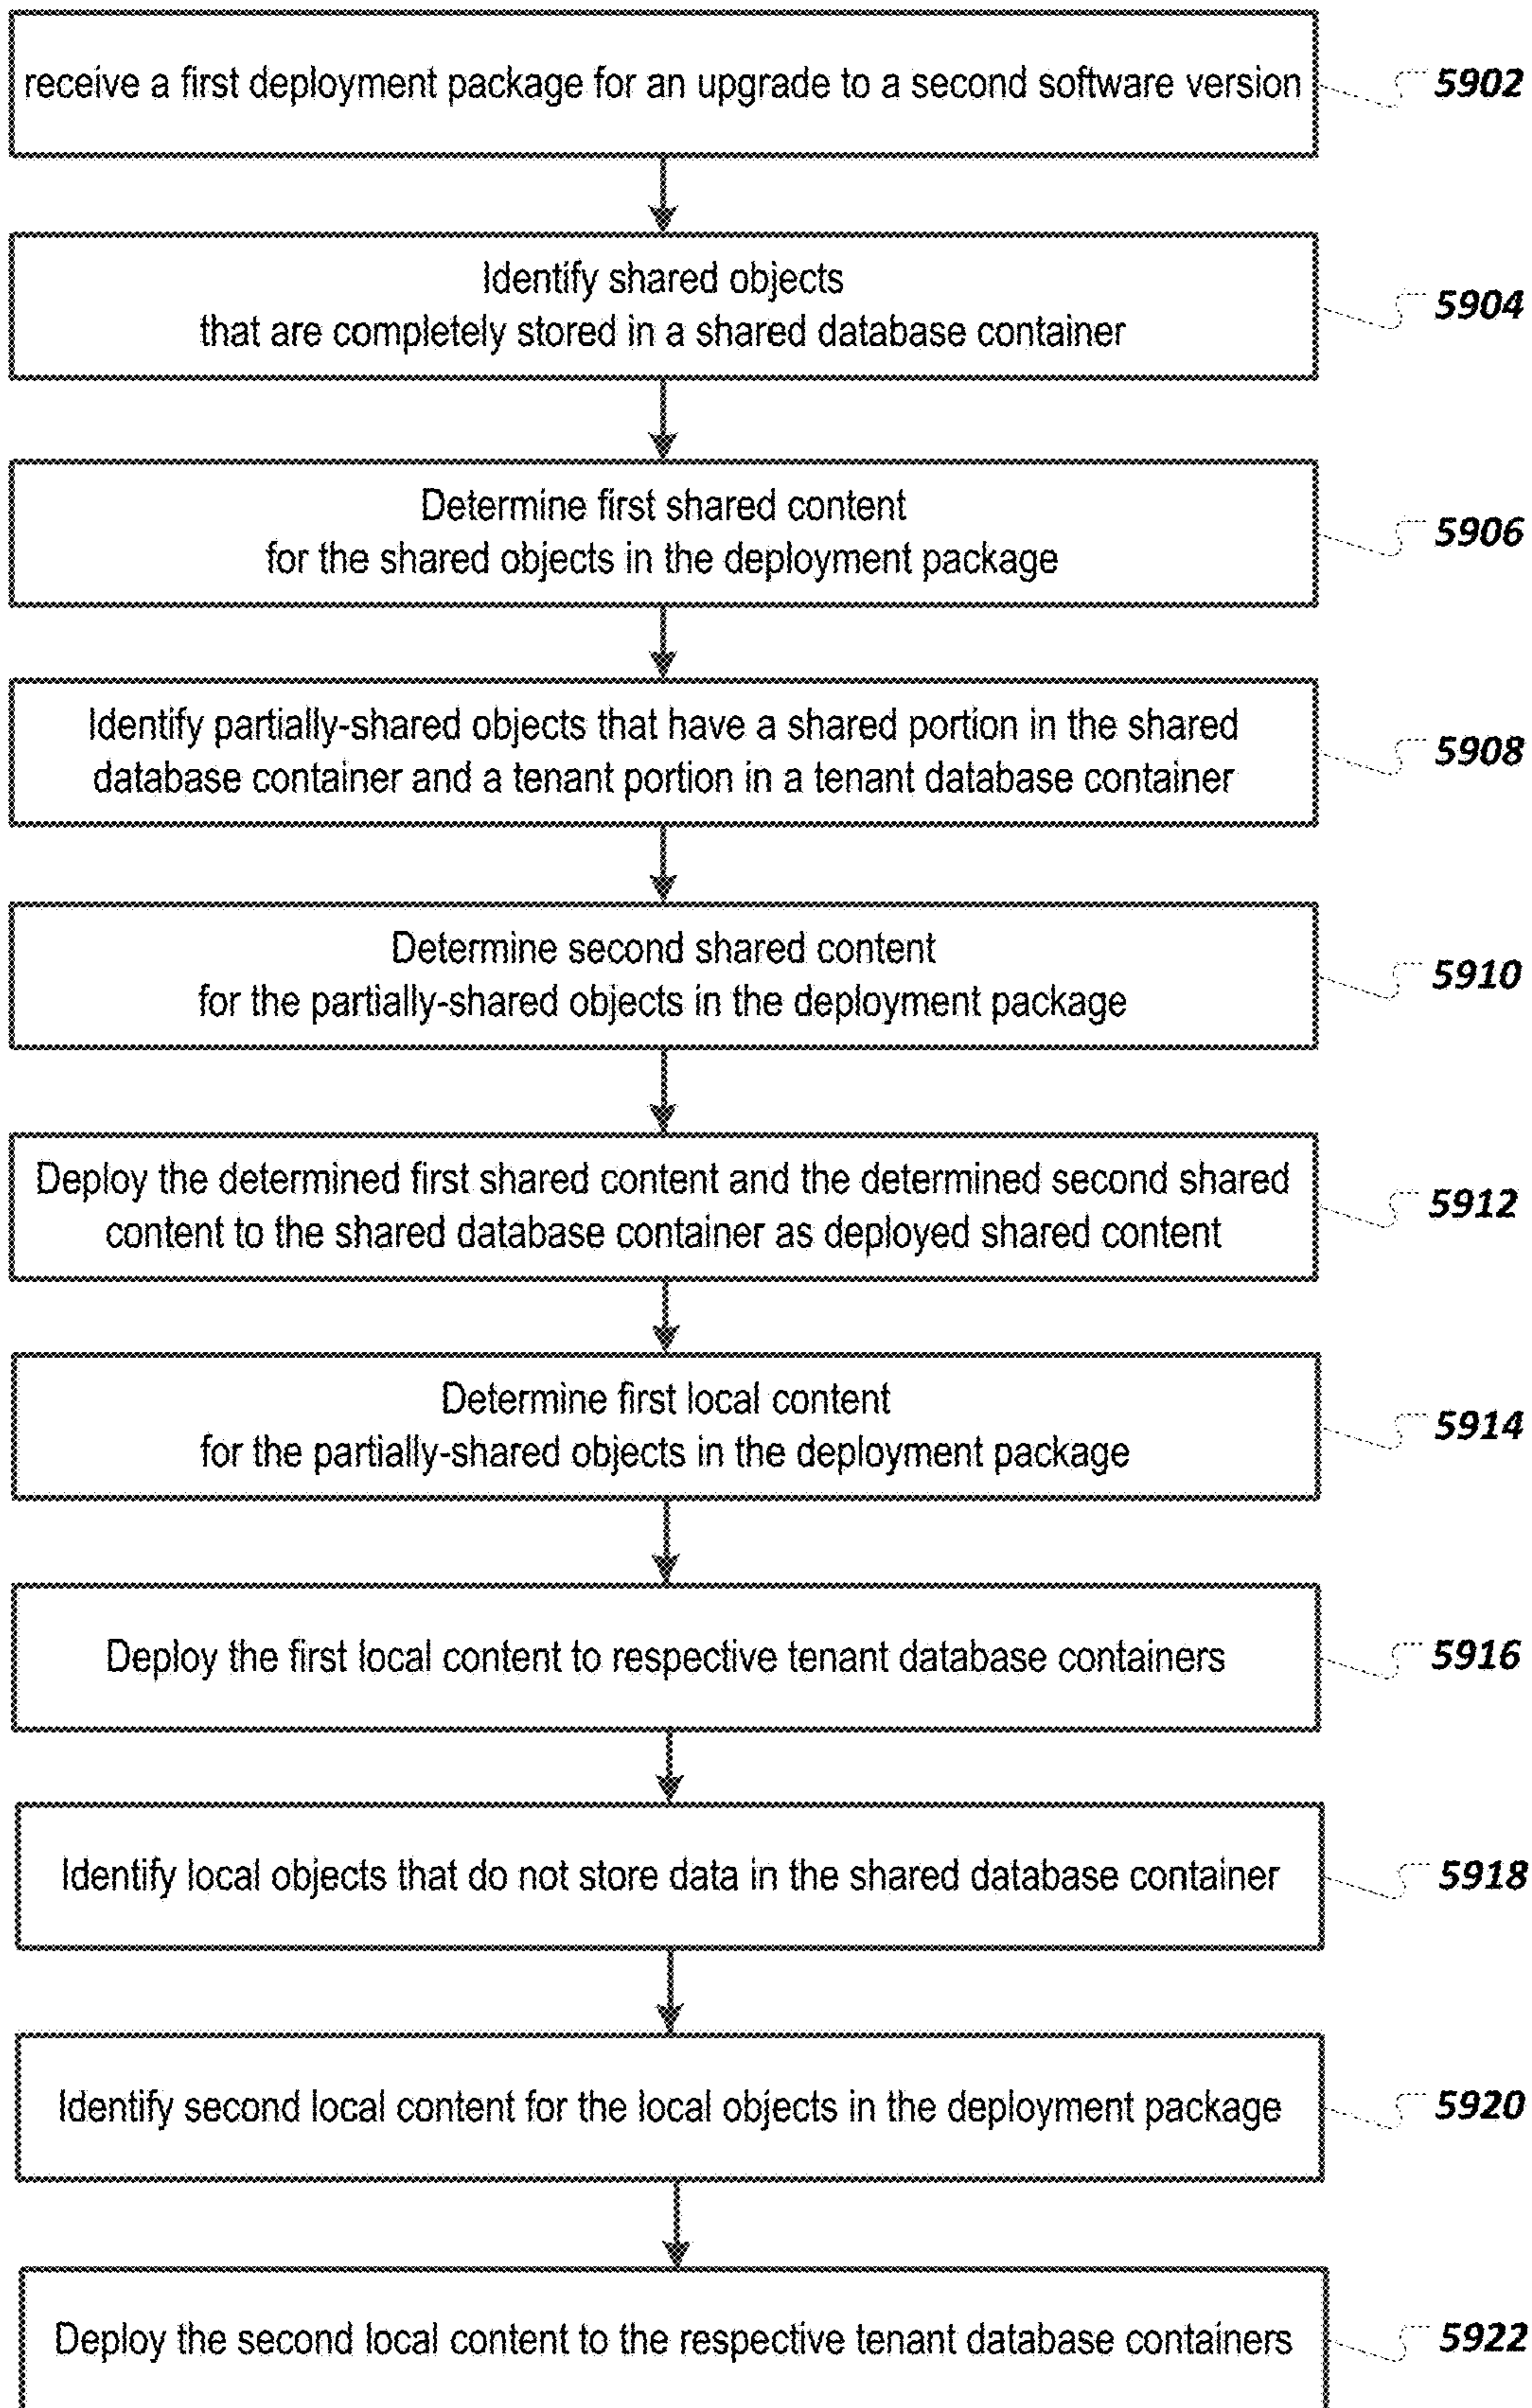 receive a first deployment package for an upgrade to a second software version
5902
Identify shared objects
that are completely stored in a shared database container
5904
Determine first shared content
for the shared objects in the deployment package
5906
Identify partially-shared objects that have a shared portion in the shared
database container and a tenant portion in a tenant database container
5908
Determine second shared content
for the partially-shared objects in the deployment package
5910
Deploy the determined first shared content and the determined second shared
content to the shared database container as deployed shared content
5912
Determine first local content
for the partially-shared objects in the deployment package
5914
Deploy the first local content to respective tenant database containers
5916
Identify local objects that do not store data in the shared database container
5918
Identify second local content for the local objects in the deployment package
5920
Deploy the second local content to the respective tenant database containers
5922